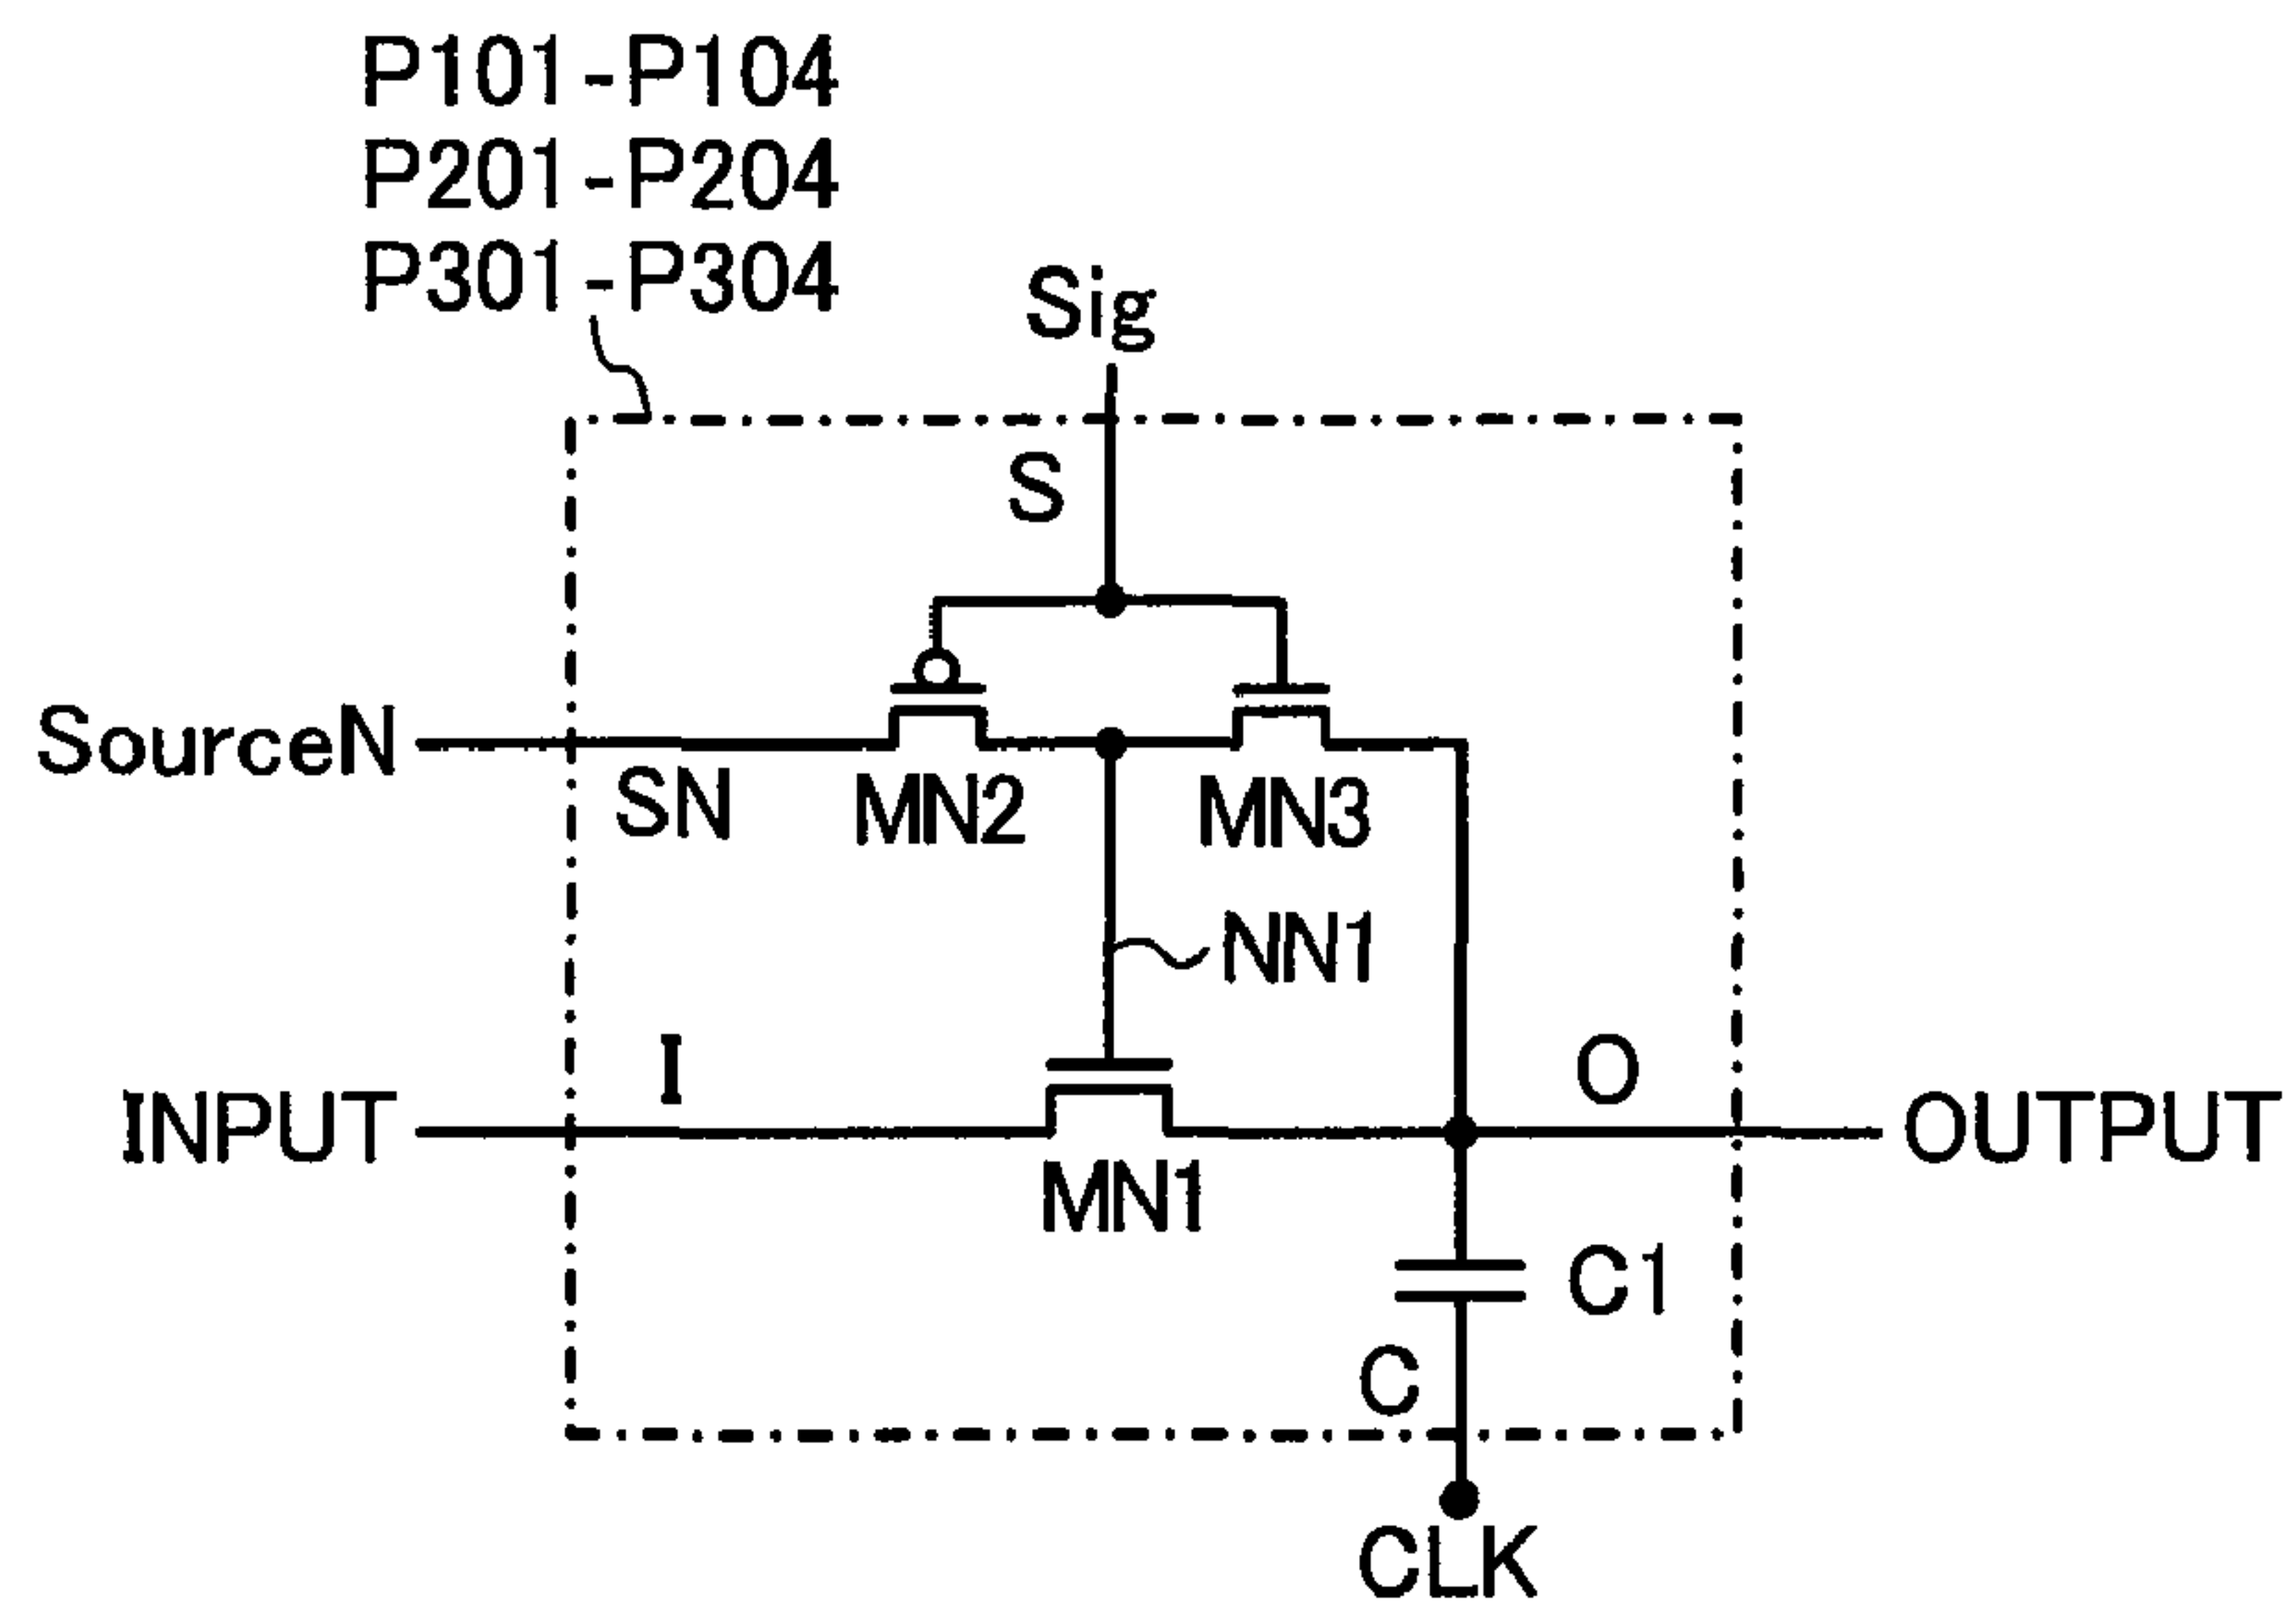 P101-P104
P201-P204
P301-P304
Sig
S
SourceN
SN
MN2
MN3
NN1
I
O
INPUT
OUTPUT
MN1
C1
C
CLK